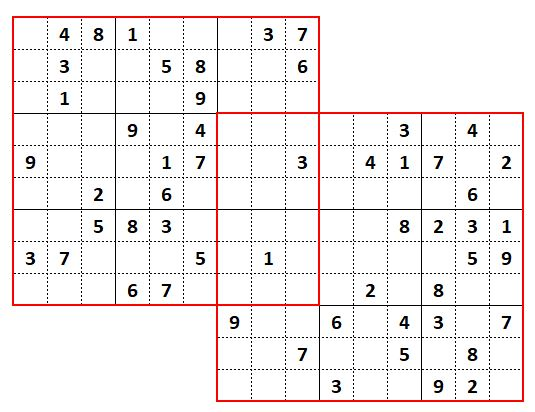 4 8 1 3 7
3 5 8 6
1 9
9 4 3 4
9 1 7 3 4 1 7 2
2 6 6
5 8 3 8 2 3 1
3 7 5 1 5 9
6 7 2 8
9 6 4 3 7
7 5 8
3 9 2